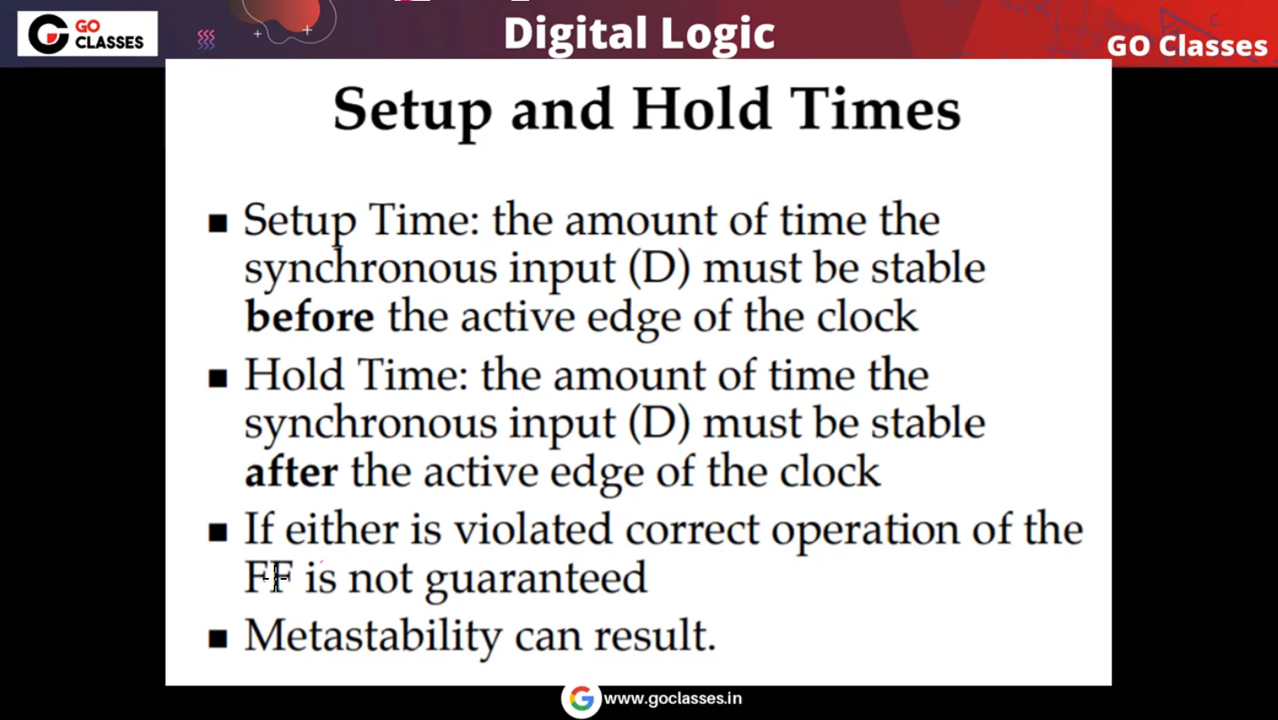 GO
CLASSES
Digital Logic
GO Classes
Setup and Hold Times
■ Setup Time: the amount of time the
synchronous input (D) must be stable
before the active edge of the clock
■ Hold Time: the amount of time the
synchronous input (D) must be stable
after the active edge of the clock
■ If either is violated correct operation of the
FF is not guaranteed
■ Metastability can result.
www.goclasses.in